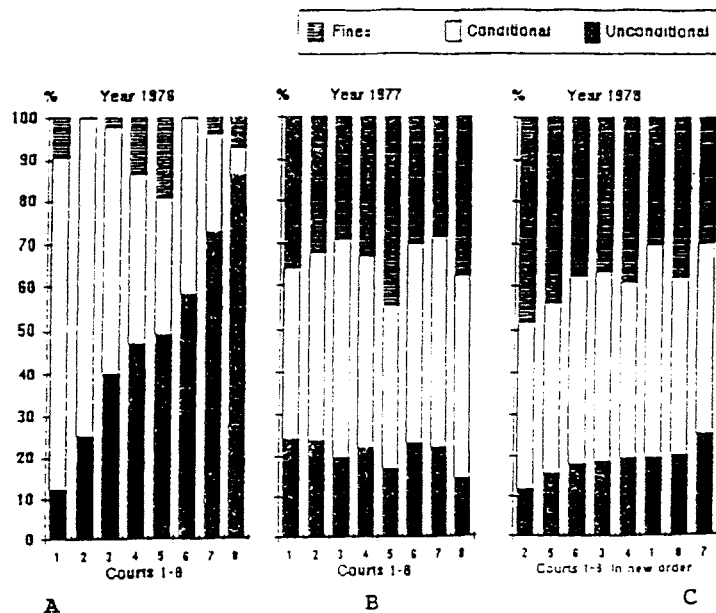 Fines Conditional Unconditional
% Year 1976 % Year 1977 % Year 1978
100
90
80
70
60
50
40
30
20
10
0
1 2 3 4 5 6 7 8 1 2 3 4 5 6 7 8 2 5 6 3 4 1 8 7
Courts 1-8 Courts 1-8 Courts 1-8 In new order
A B C